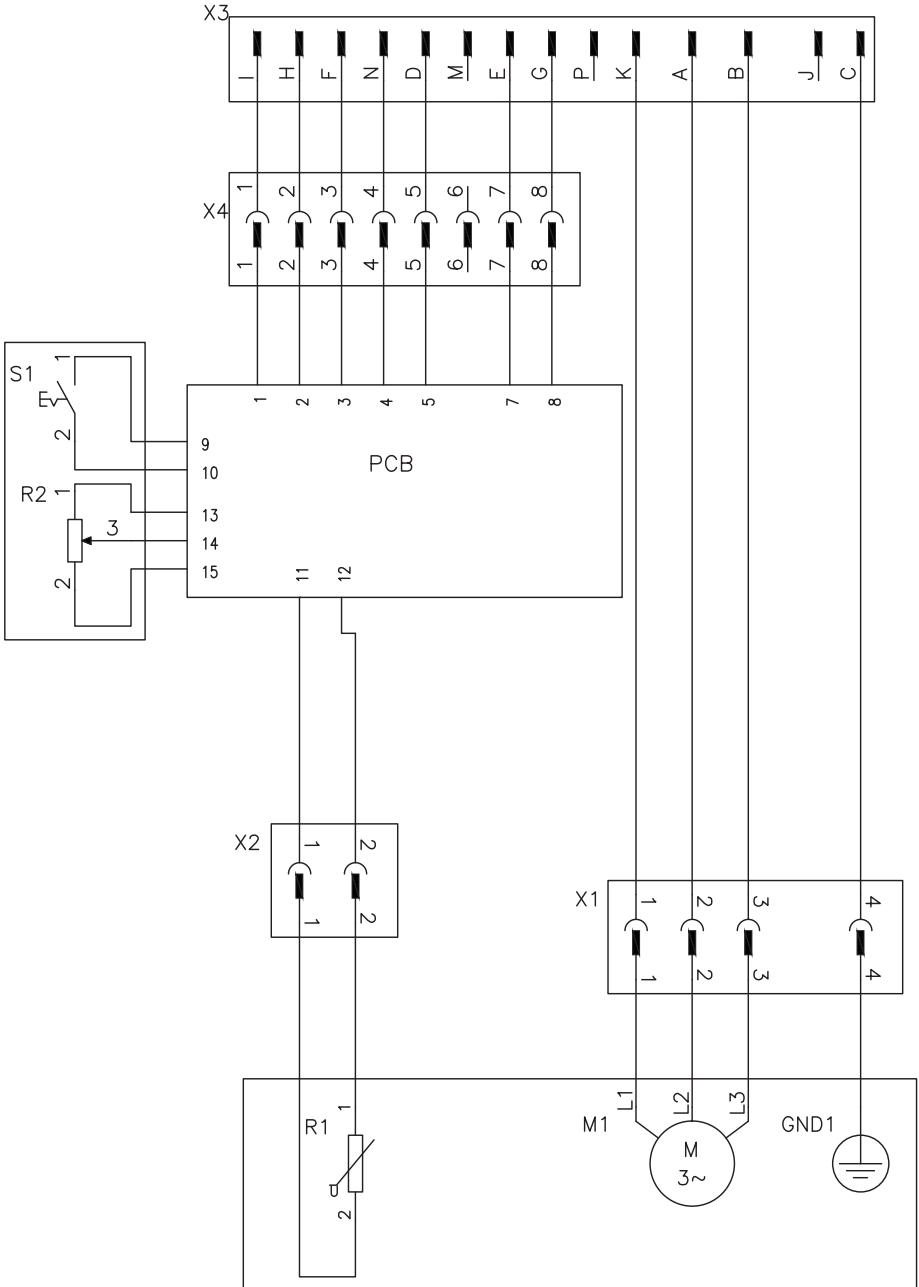 X3
I H F N D M E G P K A B J C
1 2 3 4 5 6 7 8
X4
1 2 3 4 5 6 7 8
1
S1
E
2
1 2 3 4 5 7 8
9
PCB
10
R2 1
13
3
14
2
15
11 12
X2
1 2
1 2
X1
1 2 3 4
1 2 3 4
L1 L2 L3
R1
1
M1
GND1
M
3~
2